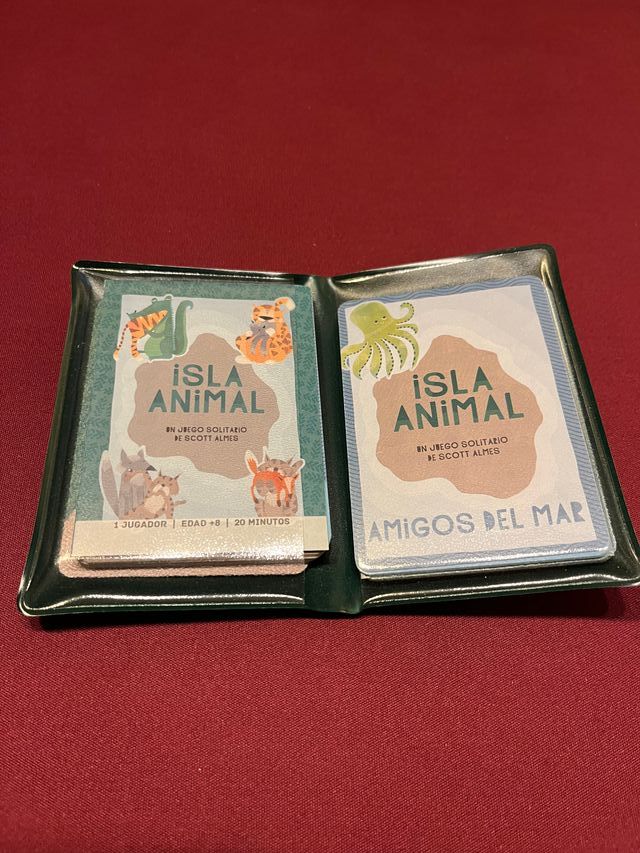 ISLA
ANIMAL
UN JUEGO SOLITARIO
DE SCOTT ALMES
1 JUGADOR | EDAD +8 | 20 MINUTOS
ISLA
ANIMAL
UN JUEGO SOLITARIO
DE SCOTT ALMES
AMIGOS DEL MAR